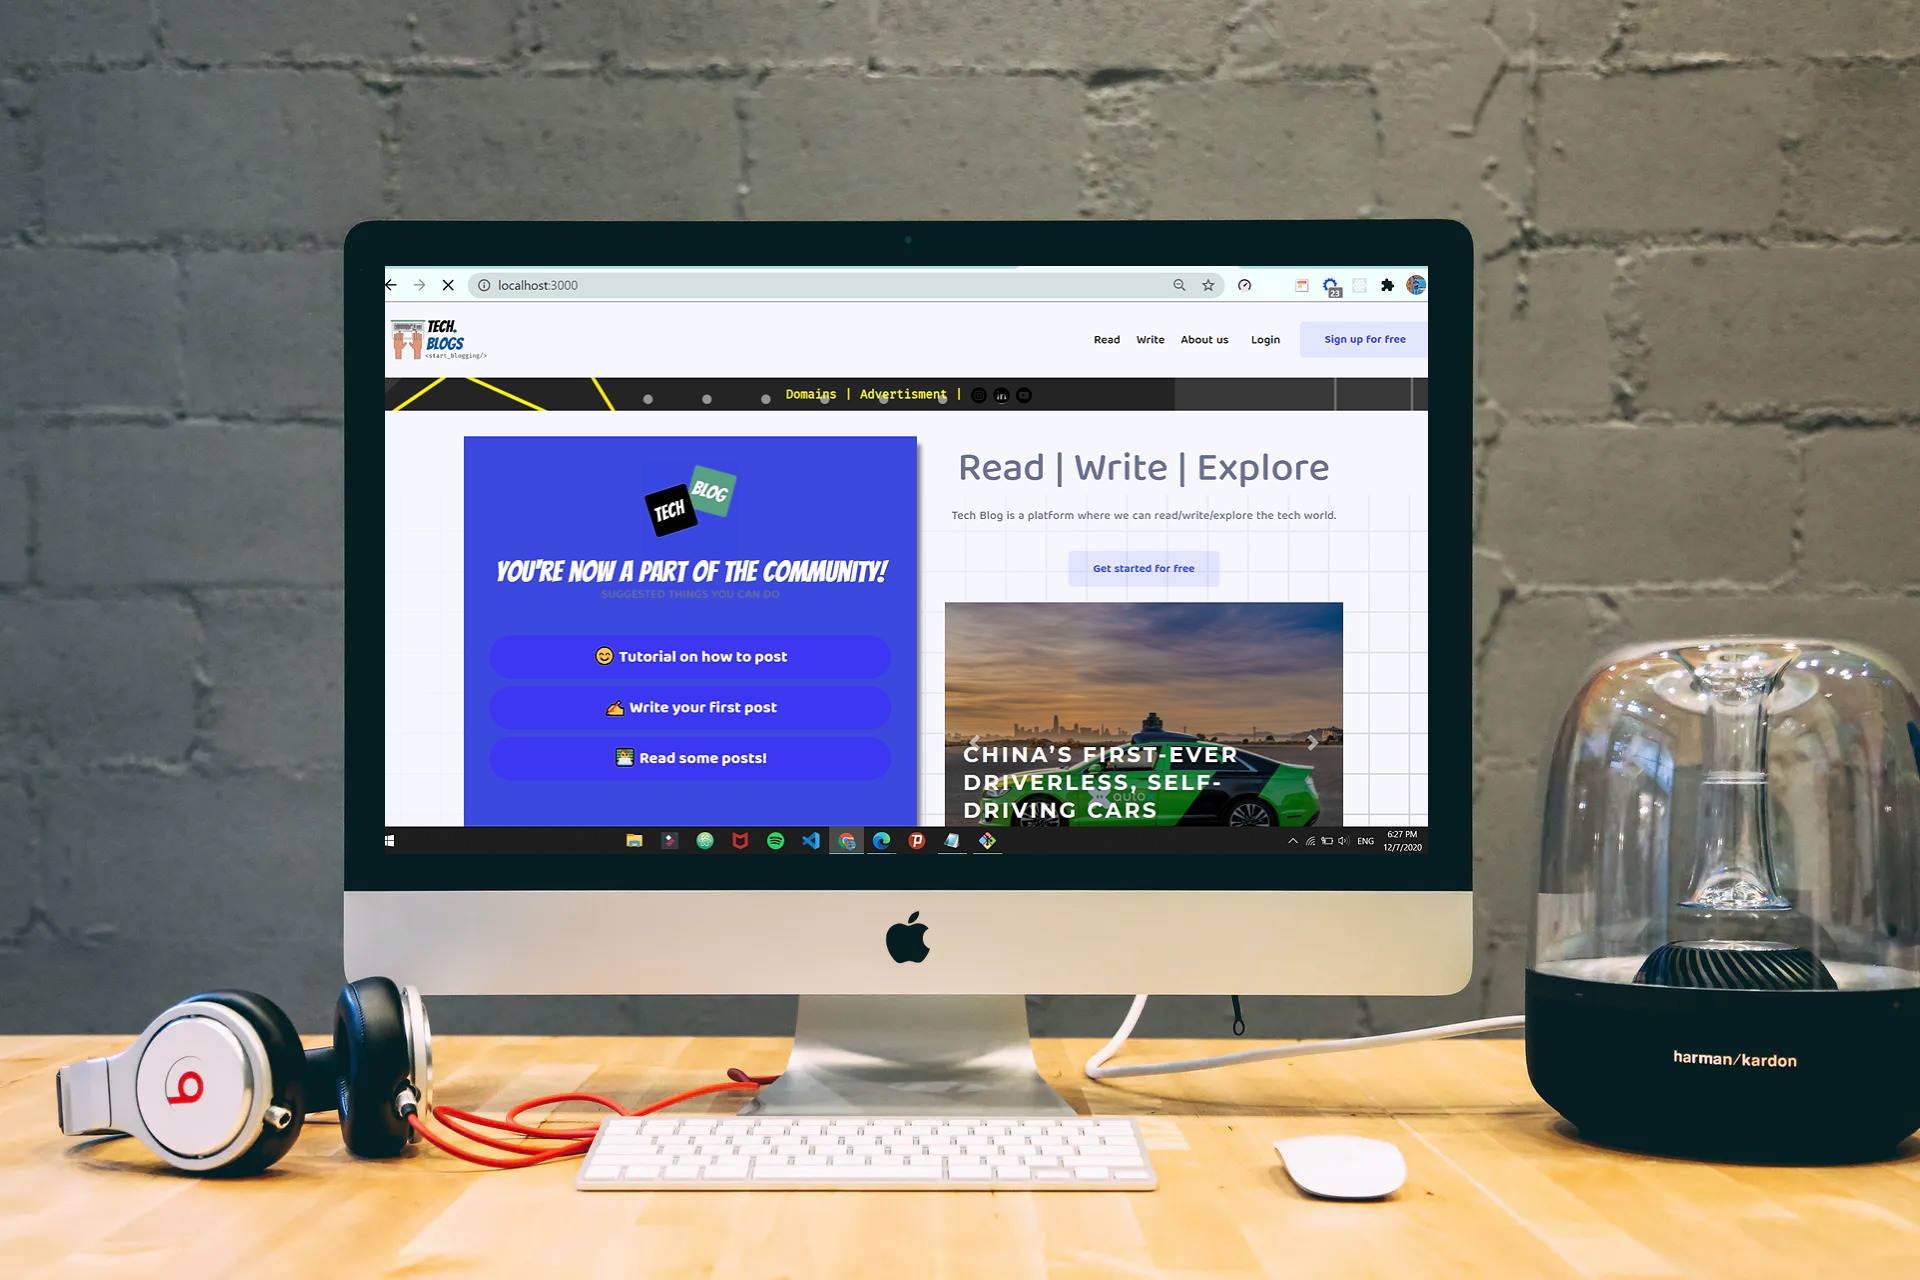 localhost:3000
23
TECH.
BLOGS
<start_blogging/>
Read Write About us Login Sign up for free
Domains | Advertisment |
in
TECH
BLOG
YOU'RE NOW A PART OF THE COMMUNITY!
SUGGESTED THINGS YOU CAN DO
😊 Tutorial on how to post
✍ Write your first post
👨‍💻 Read some posts!
Read | Write | Explore
Tech Blog is a platform where we can read/write/explore the tech world.
Get started for free
CHINA'S FIRST-EVER
DRIVERLESS, SELF-
DRIVING CARS
auto
ENG
6:27 PM
12/7/2020
b
harman/kardon